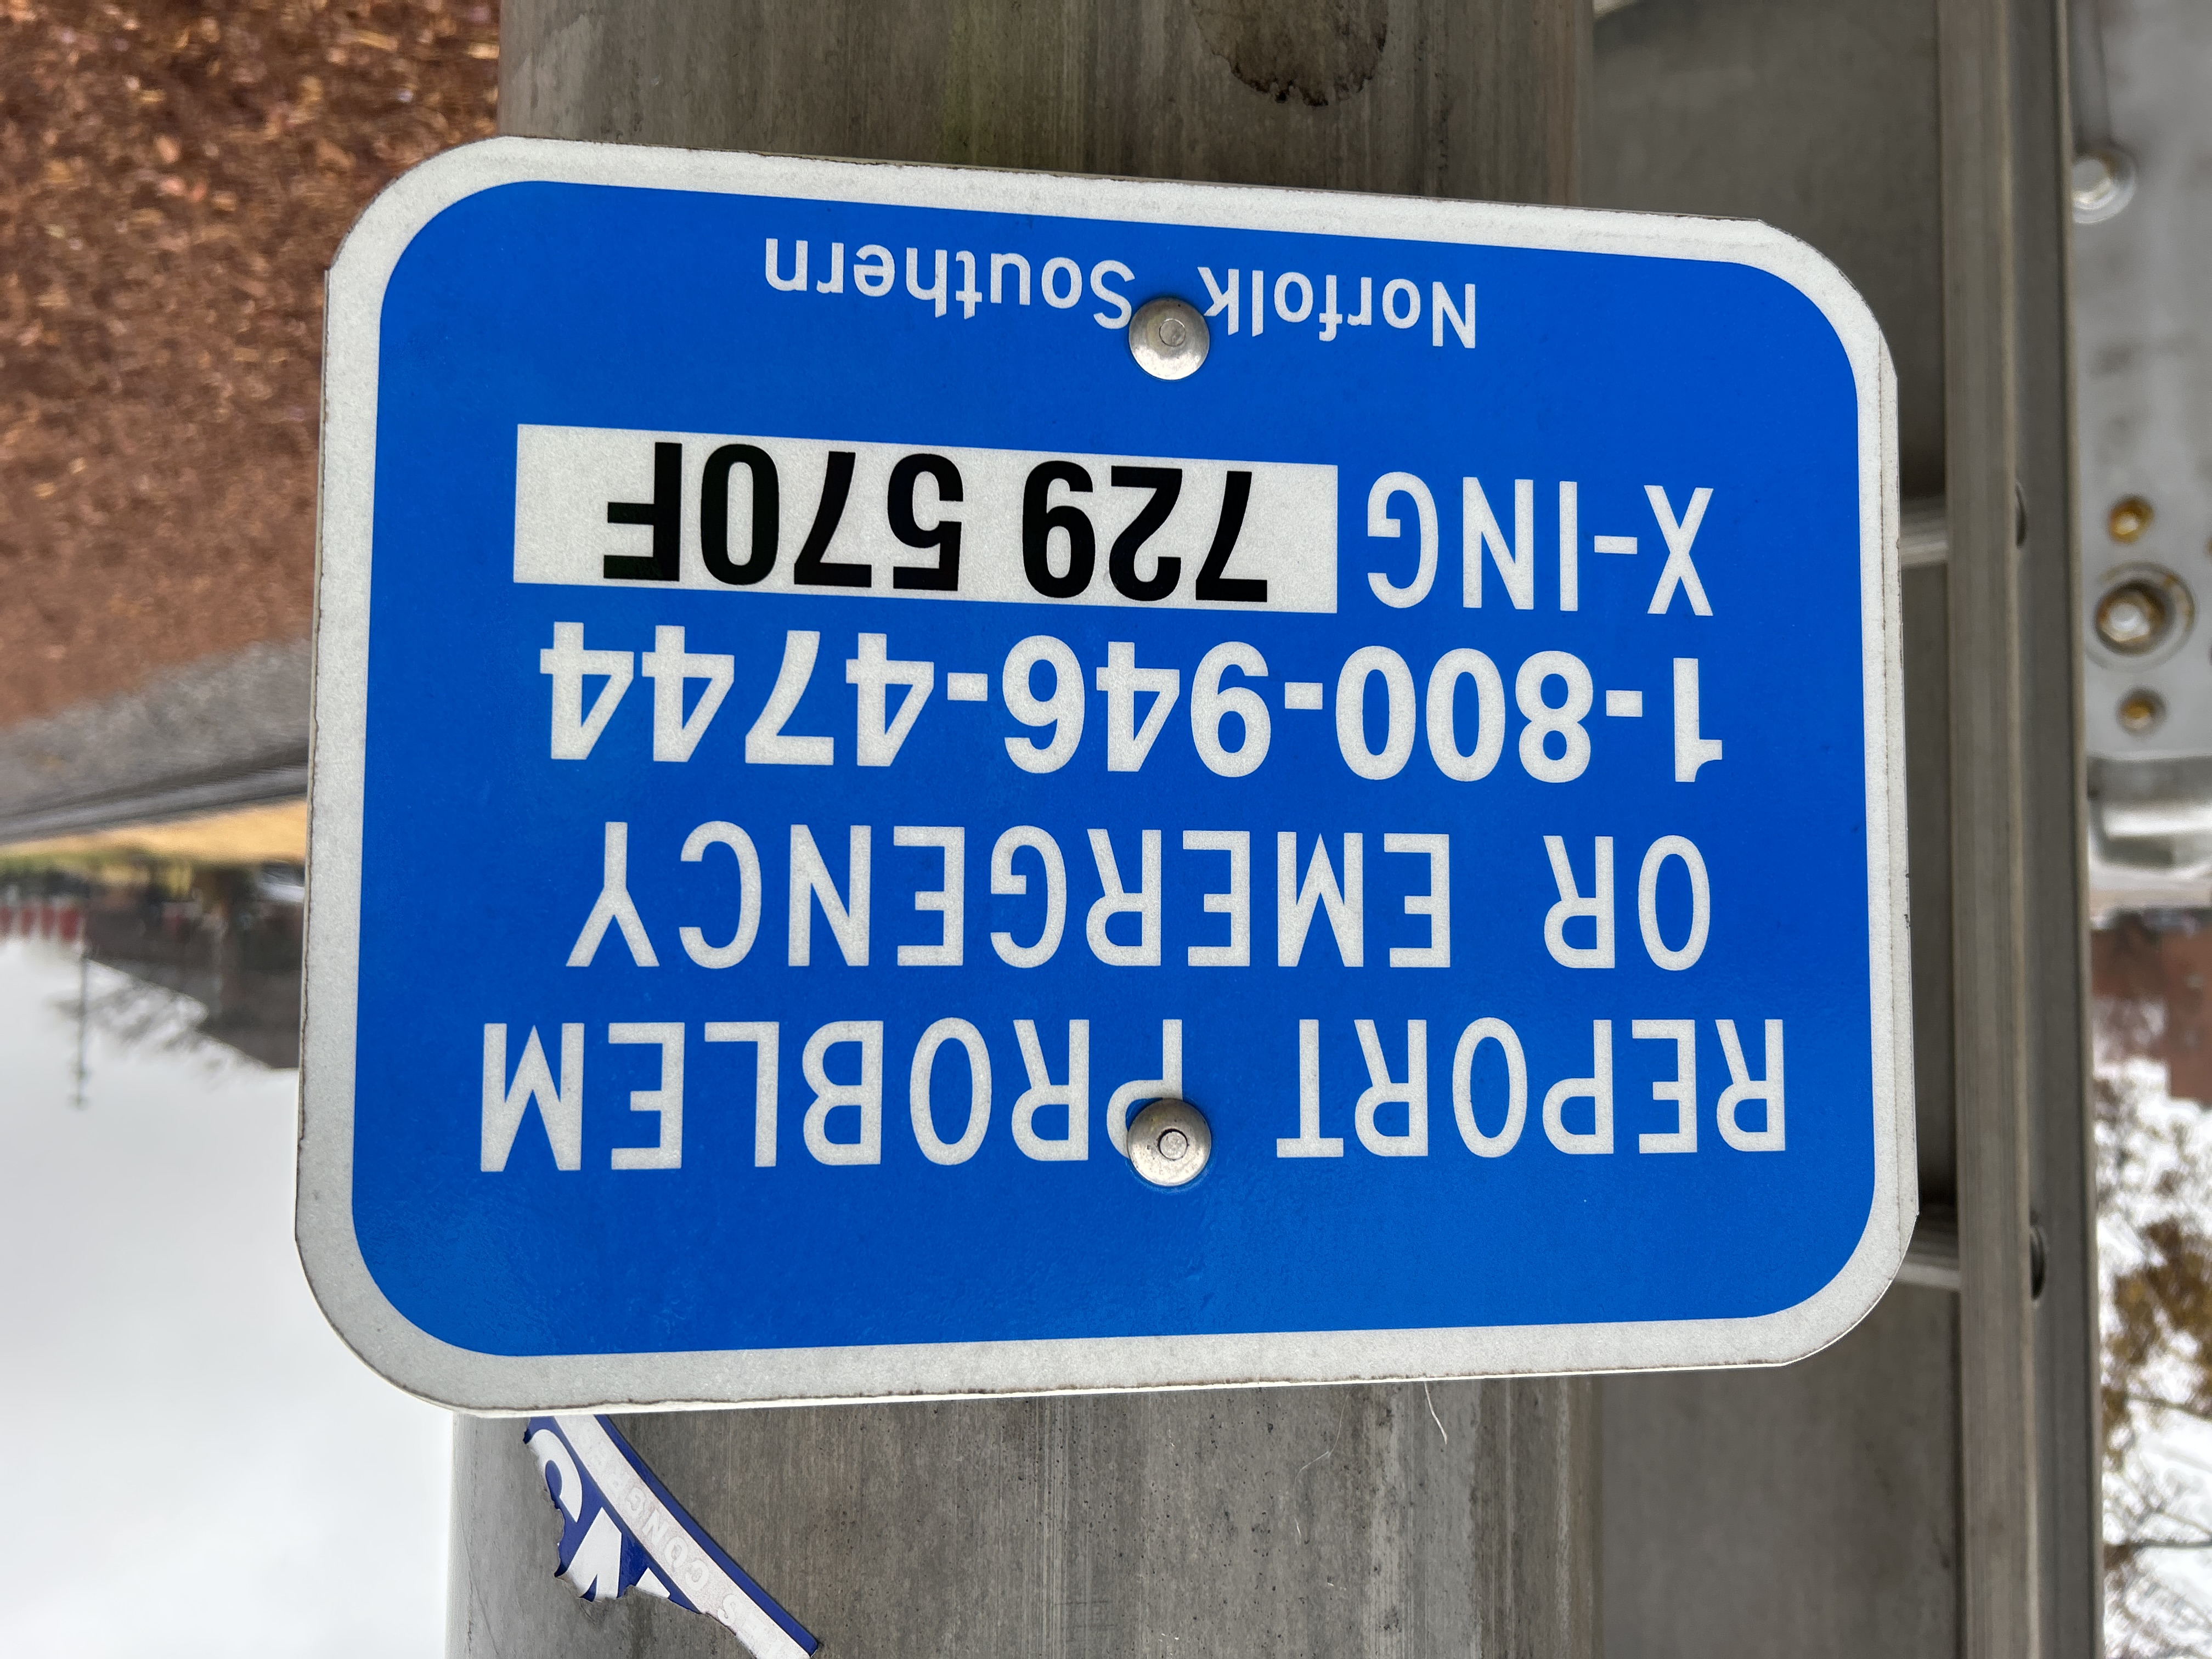 REPORT PROBLEM
OR EMERGENCY
1-800-946-4744
X-ING 729 570F
Norfolk Southern